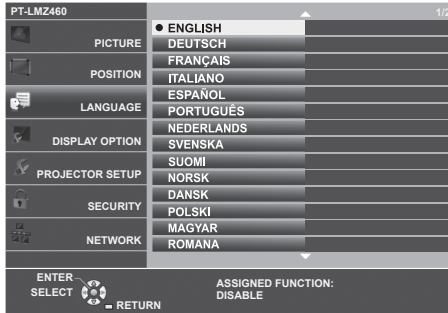 PT-LMZ460
1/2
PICTURE
POSITION
LANGUAGE
DISPLAY OPTION
PROJECTOR SETUP
SECURITY
NETWORK
ENGLISH
DEUTSCH
FRANÇAIS
ITALIANO
ESPAÑOL
PORTUGUÊS
NEDERLANDS
SVENSKA
SUOMI
NORSK
DANSK
POLSKI
MAGYAR
ROMANA
ENTER
SELECT
RETURN
ASSIGNED FUNCTION:
DISABLE